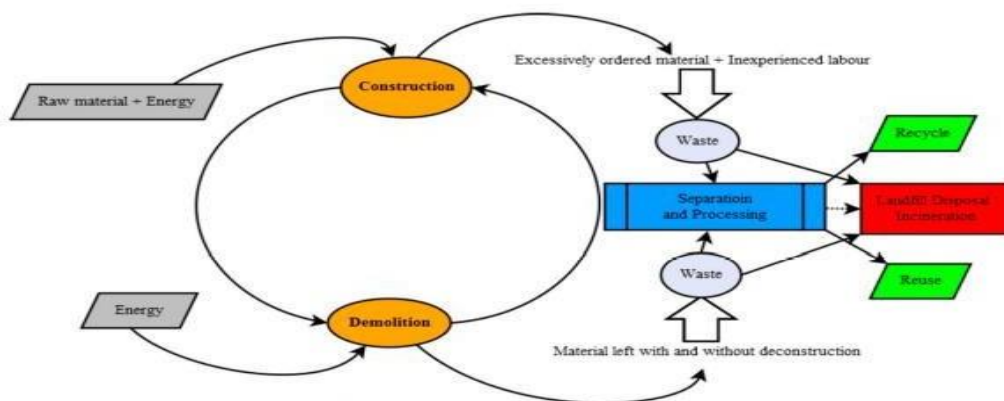 Excessively ordered material + Inexperienced labour
Construction
Raw material + Energy
Waste
Recycle
Separatioin
and Processing
Landfill Disposal
Incineration
Waste
Reuse
Energy
Demolition
Material left with and without deconstruction